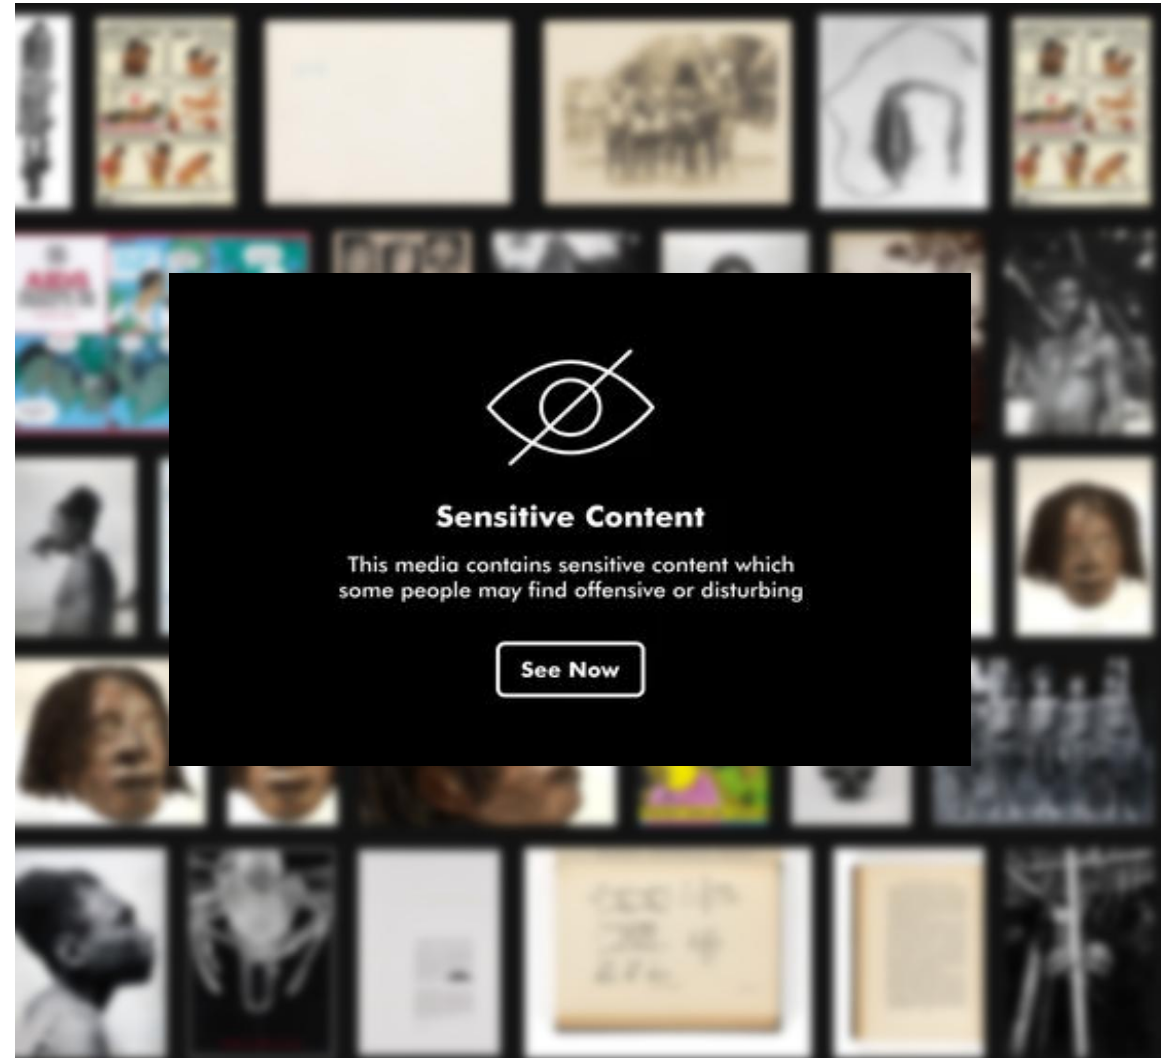 Sensitive Content
This media contains sensitive content which
some people may find offensive or disturbing
See Now